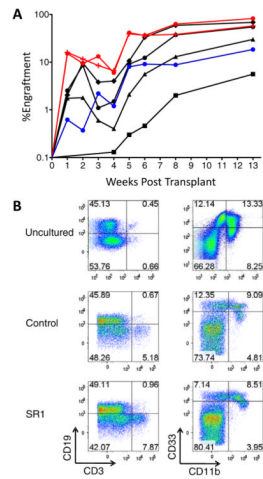 A
%Engraftment
100
10
1
0.1
0 1 2 3 4 5 6 7 8 9 10 11 12 13
Weeks Post Transplant
B
45.13 0.45 12.14 13.33
Uncultured
53.76 0.66 66.28 8.25
45.89 0.67 12.35 9.09
Control
48.26 5.18 73.74 4.81
49.11 0.96 7.14 8.51
SR1
42.07 7.87 80.41 3.95
CD19 CD33
CD3 CD11b